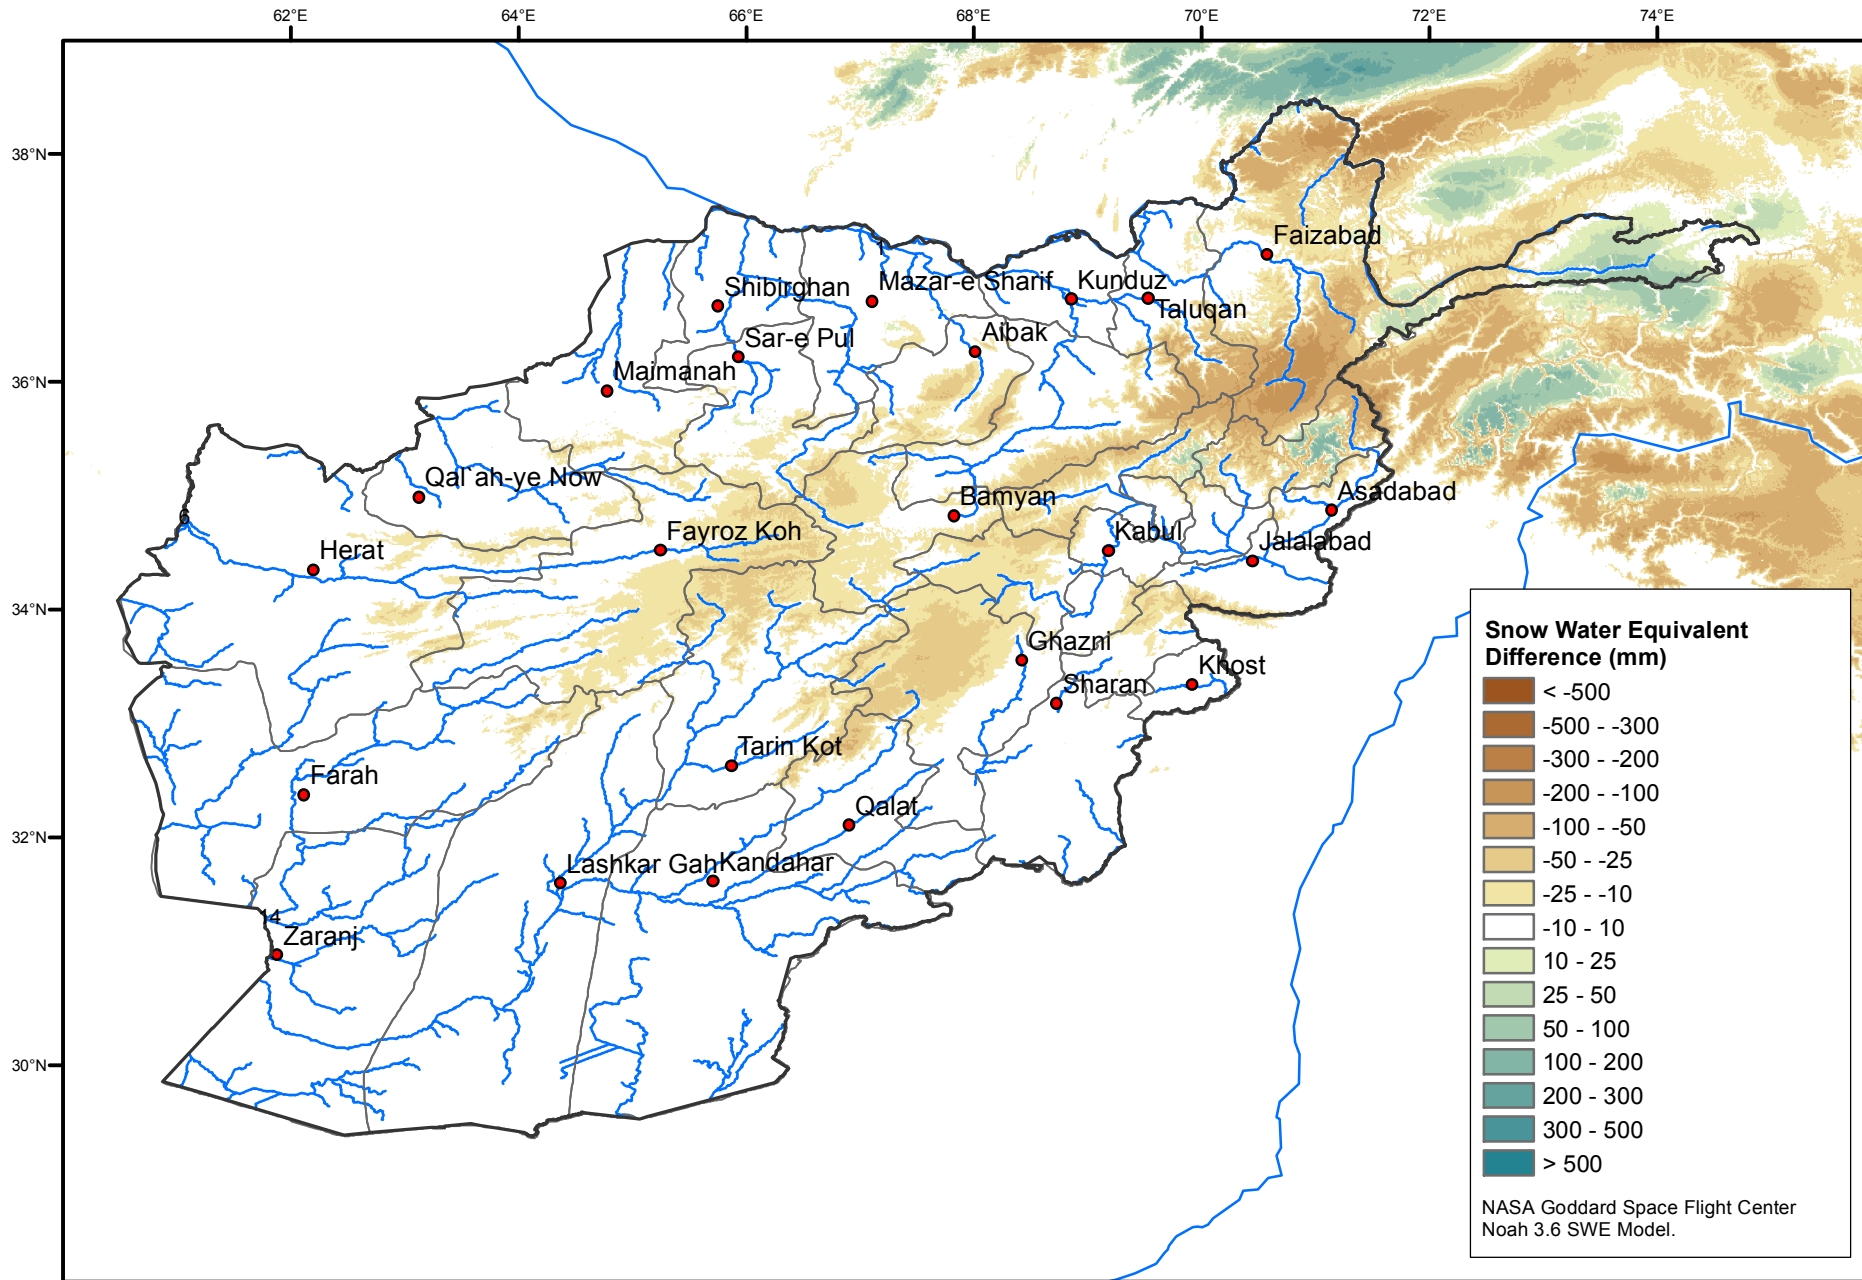 62°E
64°E
66°E
68°E
70°E
72°E
74°E
38°N
36°N
34°N
32°N
30°N
Faizabad
Shibirghan
Mazar-e Sharif
Kunduz
Taluqan
Sar-e Pul
Aibak
Maimanah
Qal`ah-ye Now
Bamyan
Asadabad
6
Herat
Fayroz Koh
Kabul
Jalalabad
Ghazni
Khost
Sharan
Tarin Kot
Farah
Qalat
Lashkar Gah
Kandahar
14
Zaranj
Snow Water Equivalent
Difference (mm)
< -500
-500 - -300
-300 - -200
-200 - -100
-100 - -50
-50 - -25
-25 - -10
-10 - 10
10 - 25
25 - 50
50 - 100
100 - 200
200 - 300
300 - 500
> 500
NASA Goddard Space Flight Center
Noah 3.6 SWE Model.